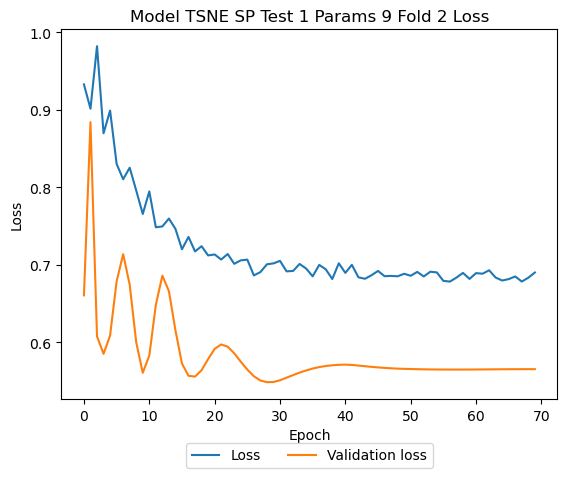 Model TSNE SP Test 1 Params 9 Fold 2 Loss
1.0
0.9
0.8
0.7
0.6
Loss
0 10 20 30 40 50 60 70
Epoch
Loss Validation loss